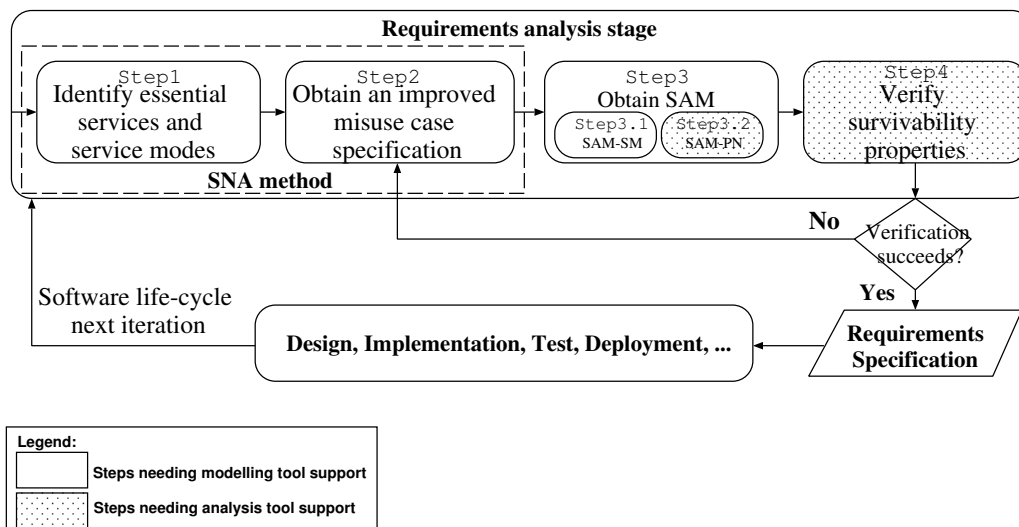 Requirements analysis stage
Step1
Identify essential
services and
service modes
Step2
Obtain an improved
misuse case
specification
SNA method
Step3
Obtain SAM
Step3.1
SAM-SM
Step3.2
SAM-PN
Step4
Verify
survivability
properties
No
Verification
succeeds?
Yes
Requirements
Specification
Design, Implementation, Test, Deployment, ...
Software life-cycle
next iteration
Legend:
Steps needing modelling tool support
Steps needing analysis tool support